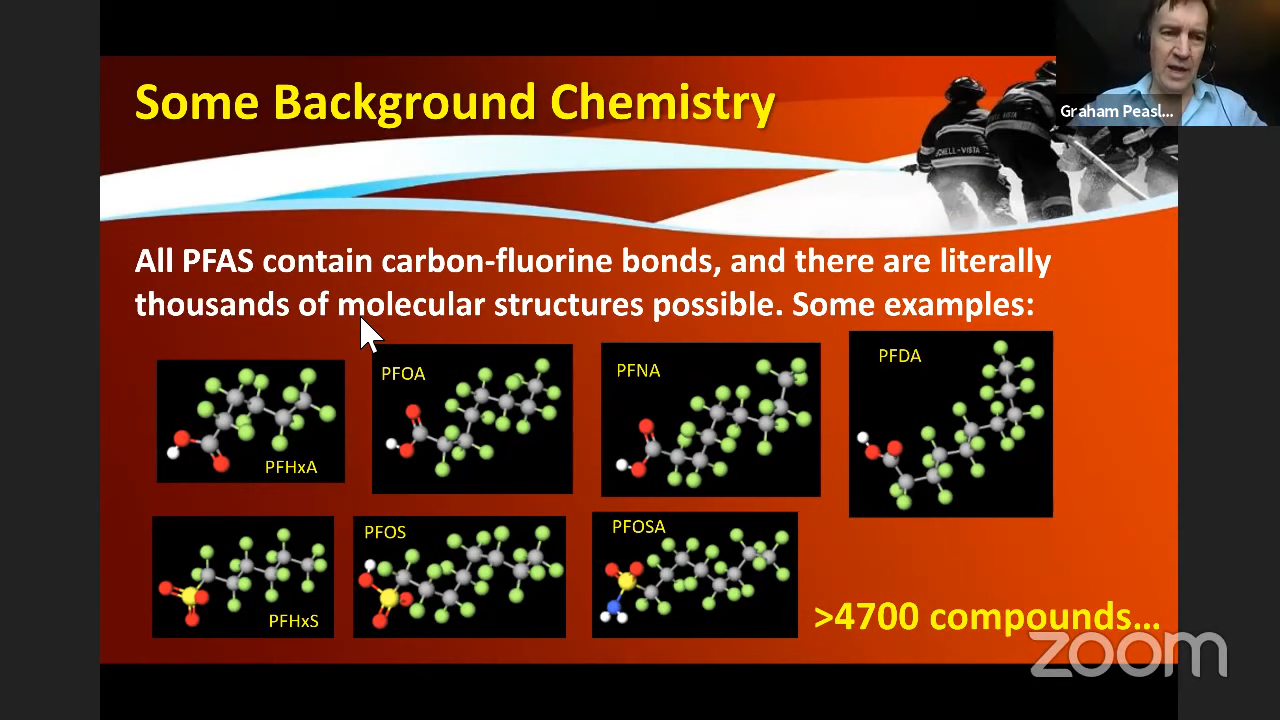 Some Background Chemistry
Graham Peasl...
All PFAS contain carbon-fluorine bonds, and there are literally
thousands of molecular structures possible. Some examples:
PFHxA
PFOA
PFNA
PFDA
PFHxS
PFOS
PFOSA
>4700 compounds…
zoom